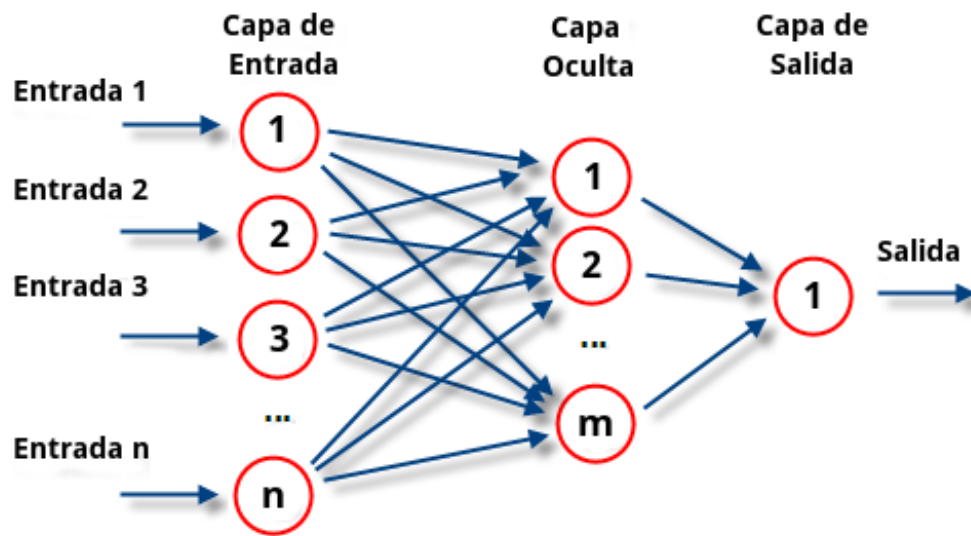 Capa de
Entrada
Capa
Oculta
Capa de
Salida
Entrada 1
1
Entrada 2
2
Entrada 3
3
...
Entrada n
n
1
2
...
m
1
Salida